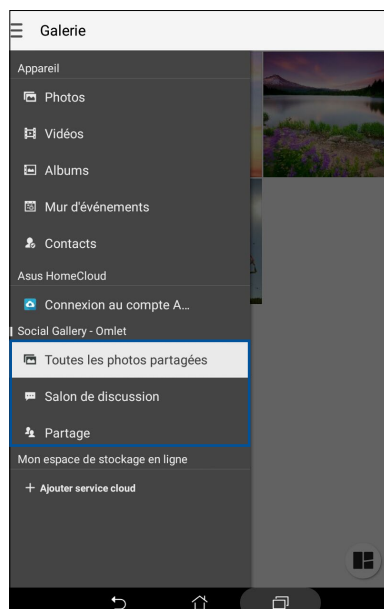 Galerie
Appareil
Photos
Vidéos
Albums
Mur d'événements
Contacts
Asus HomeCloud
Connexion au compte A...
Social Gallery - Omlet
Toutes les photos partagées
Salon de discussion
Partage
Mon espace de stockage en ligne
+ Ajouter service cloud